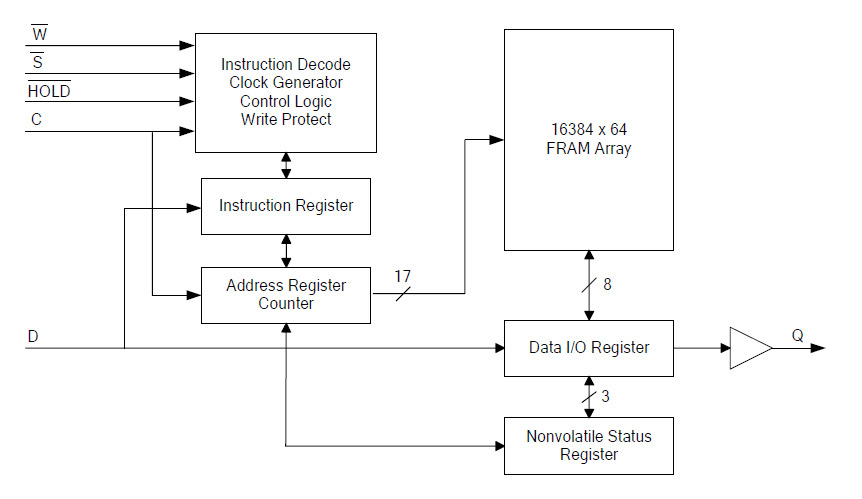 W
S
HOLD
C
Instruction Decode
Clock Generator
Control Logic
Write Protect
16384 x 64
FRAM Array
Instruction Register
Address Register
Counter
17
8
D
Data I/O Register
Q
3
Nonvolatile Status
Register